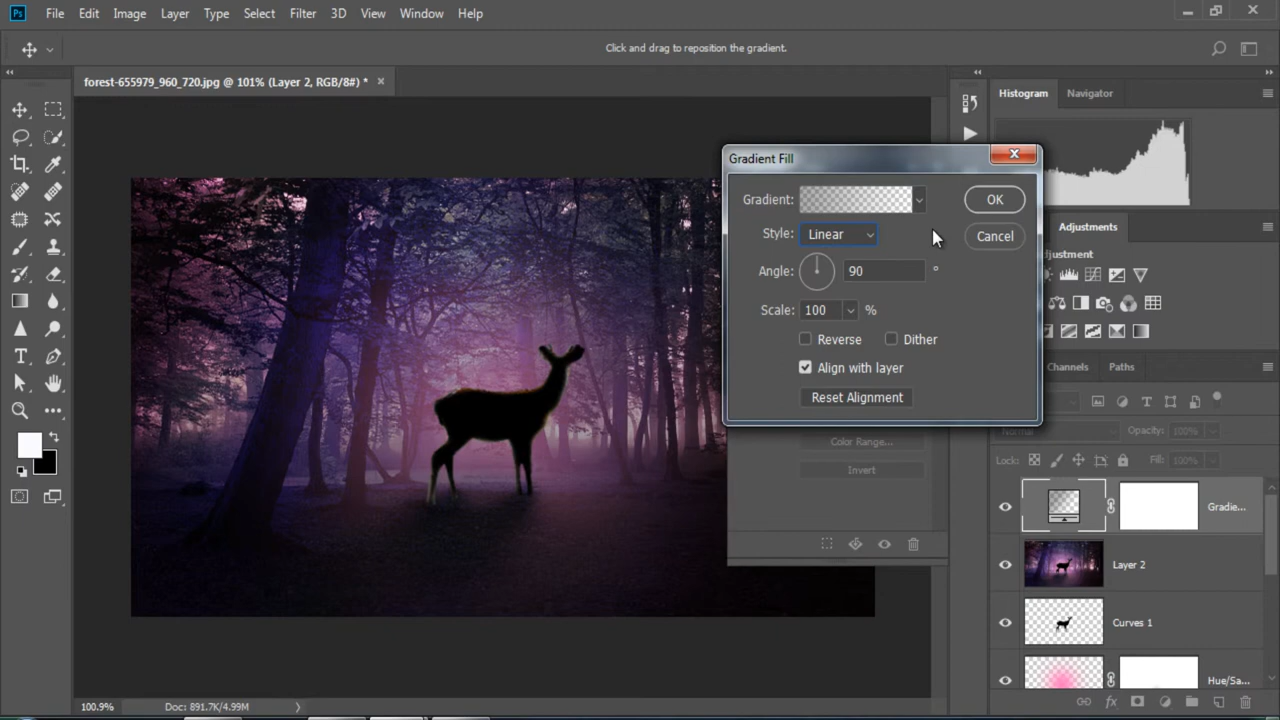 Ps File Edit Image Layer Type Select Filter 3D View Window Help
Click and drag to reposition the gradient.
forest-655979_960_720.jpg @ 101% (Layer 2, RGB/8#) *
Histogram Navigator
Gradient Fill
Gradient: OK
Style: Linear Cancel
Angle: 90 °
Scale: 100 %
Reverse Dither
Align with layer
Reset Alignment
Adjustments
djustment
Channels Paths
Normal Opacity: 100%
Color Range...
Invert
Lock: Fill: 100%
Gradie...
Layer 2
Curves 1
Hue/Sa...
100.9% Doc: 891.7K/4.99M